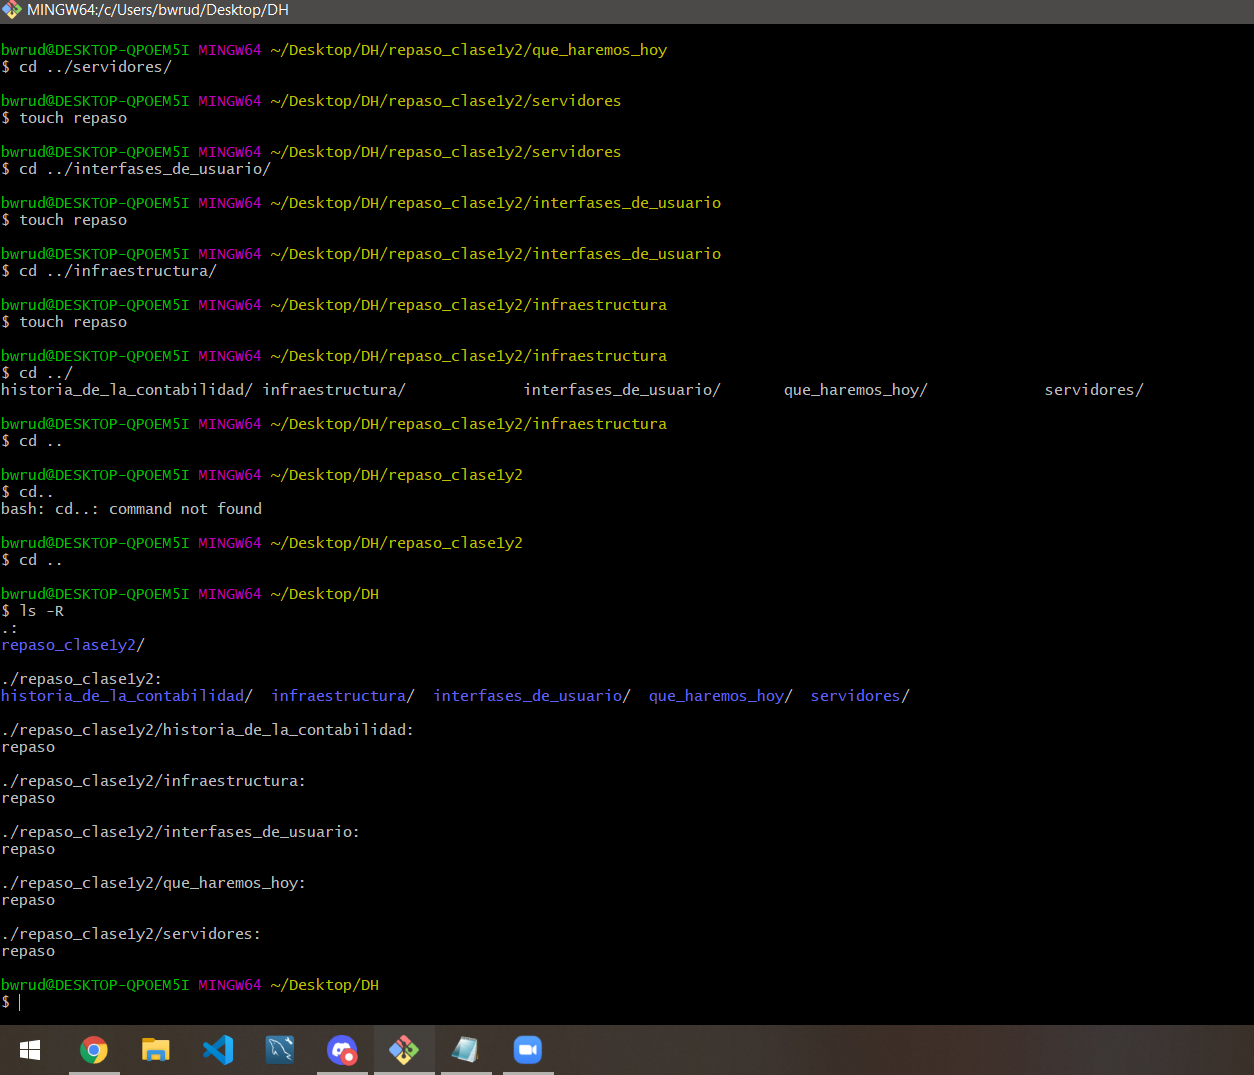 MINGW64:/c/Users/bwrud/Desktop/DH
bwrud@DESKTOP-QPOEM5I MINGW64 ~/Desktop/DH/repaso_clase1y2/que_haremos_hoy
$ cd ../servidores/
bwrud@DESKTOP-QPOEM5I MINGW64 ~/Desktop/DH/repaso_clase1y2/servidores
$ touch repaso
bwrud@DESKTOP-QPOEM5I MINGW64 ~/Desktop/DH/repaso_clase1y2/servidores
$ cd ../interfases_de_usuario/
bwrud@DESKTOP-QPOEM5I MINGW64 ~/Desktop/DH/repaso_clase1y2/interfases_de_usuario
$ touch repaso
bwrud@DESKTOP-QPOEM5I MINGW64 ~/Desktop/DH/repaso_clase1y2/interfases_de_usuario
$ cd ../infraestructura/
bwrud@DESKTOP-QPOEM5I MINGW64 ~/Desktop/DH/repaso_clase1y2/infraestructura
$ touch repaso
bwrud@DESKTOP-QPOEM5I MINGW64 ~/Desktop/DH/repaso_clase1y2/infraestructura
$ cd ../
historia_de_la_contabilidad/ infraestructura/ interfases_de_usuario/ que_haremos_hoy/ servidores/
bwrud@DESKTOP-QPOEM5I MINGW64 ~/Desktop/DH/repaso_clase1y2/infraestructura
$ cd ..
bwrud@DESKTOP-QPOEM5I MINGW64 ~/Desktop/DH/repaso_clase1y2
$ cd..
bash: cd..: command not found
bwrud@DESKTOP-QPOEM5I MINGW64 ~/Desktop/DH/repaso_clase1y2
$ cd ..
bwrud@DESKTOP-QPOEM5I MINGW64 ~/Desktop/DH
$ ls -R
.:
repaso_clase1y2/
./repaso_clase1y2:
historia_de_la_contabilidad/ infraestructura/ interfases_de_usuario/ que_haremos_hoy/ servidores/
./repaso_clase1y2/historia_de_la_contabilidad:
repaso
./repaso_clase1y2/infraestructura:
repaso
./repaso_clase1y2/interfases_de_usuario:
repaso
./repaso_clase1y2/que_haremos_hoy:
repaso
./repaso_clase1y2/servidores:
repaso
bwrud@DESKTOP-QPOEM5I MINGW64 ~/Desktop/DH
$